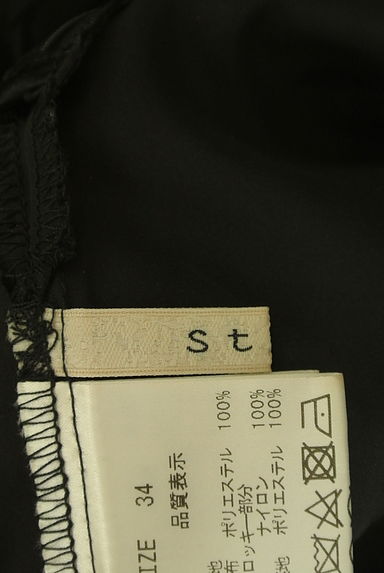 St
IZE 34
品質表示
地
布 ポリエステル 100%
ロッキー部分
ナイロン 100%
地 ポリエステル 100%